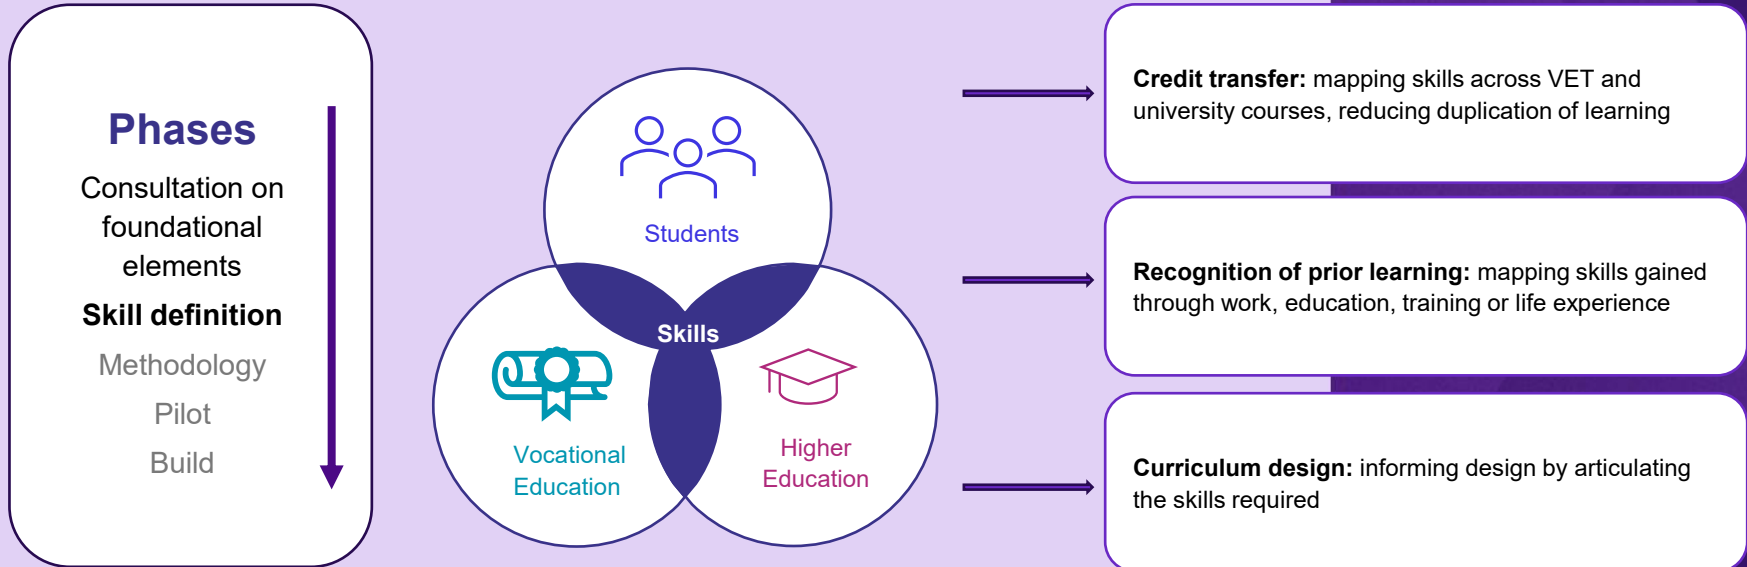 Phases
Consultation on
foundational
elements
Skill definition
Methodology
Pilot
Build
Students
Skills
Vocational
Education
Higher
Education
Credit transfer: mapping skills across VET and
university courses, reducing duplication of learning
Recognition of prior learning: mapping skills gained
through work, education, training or life experience
Curriculum design: informing design by articulating
the skills required